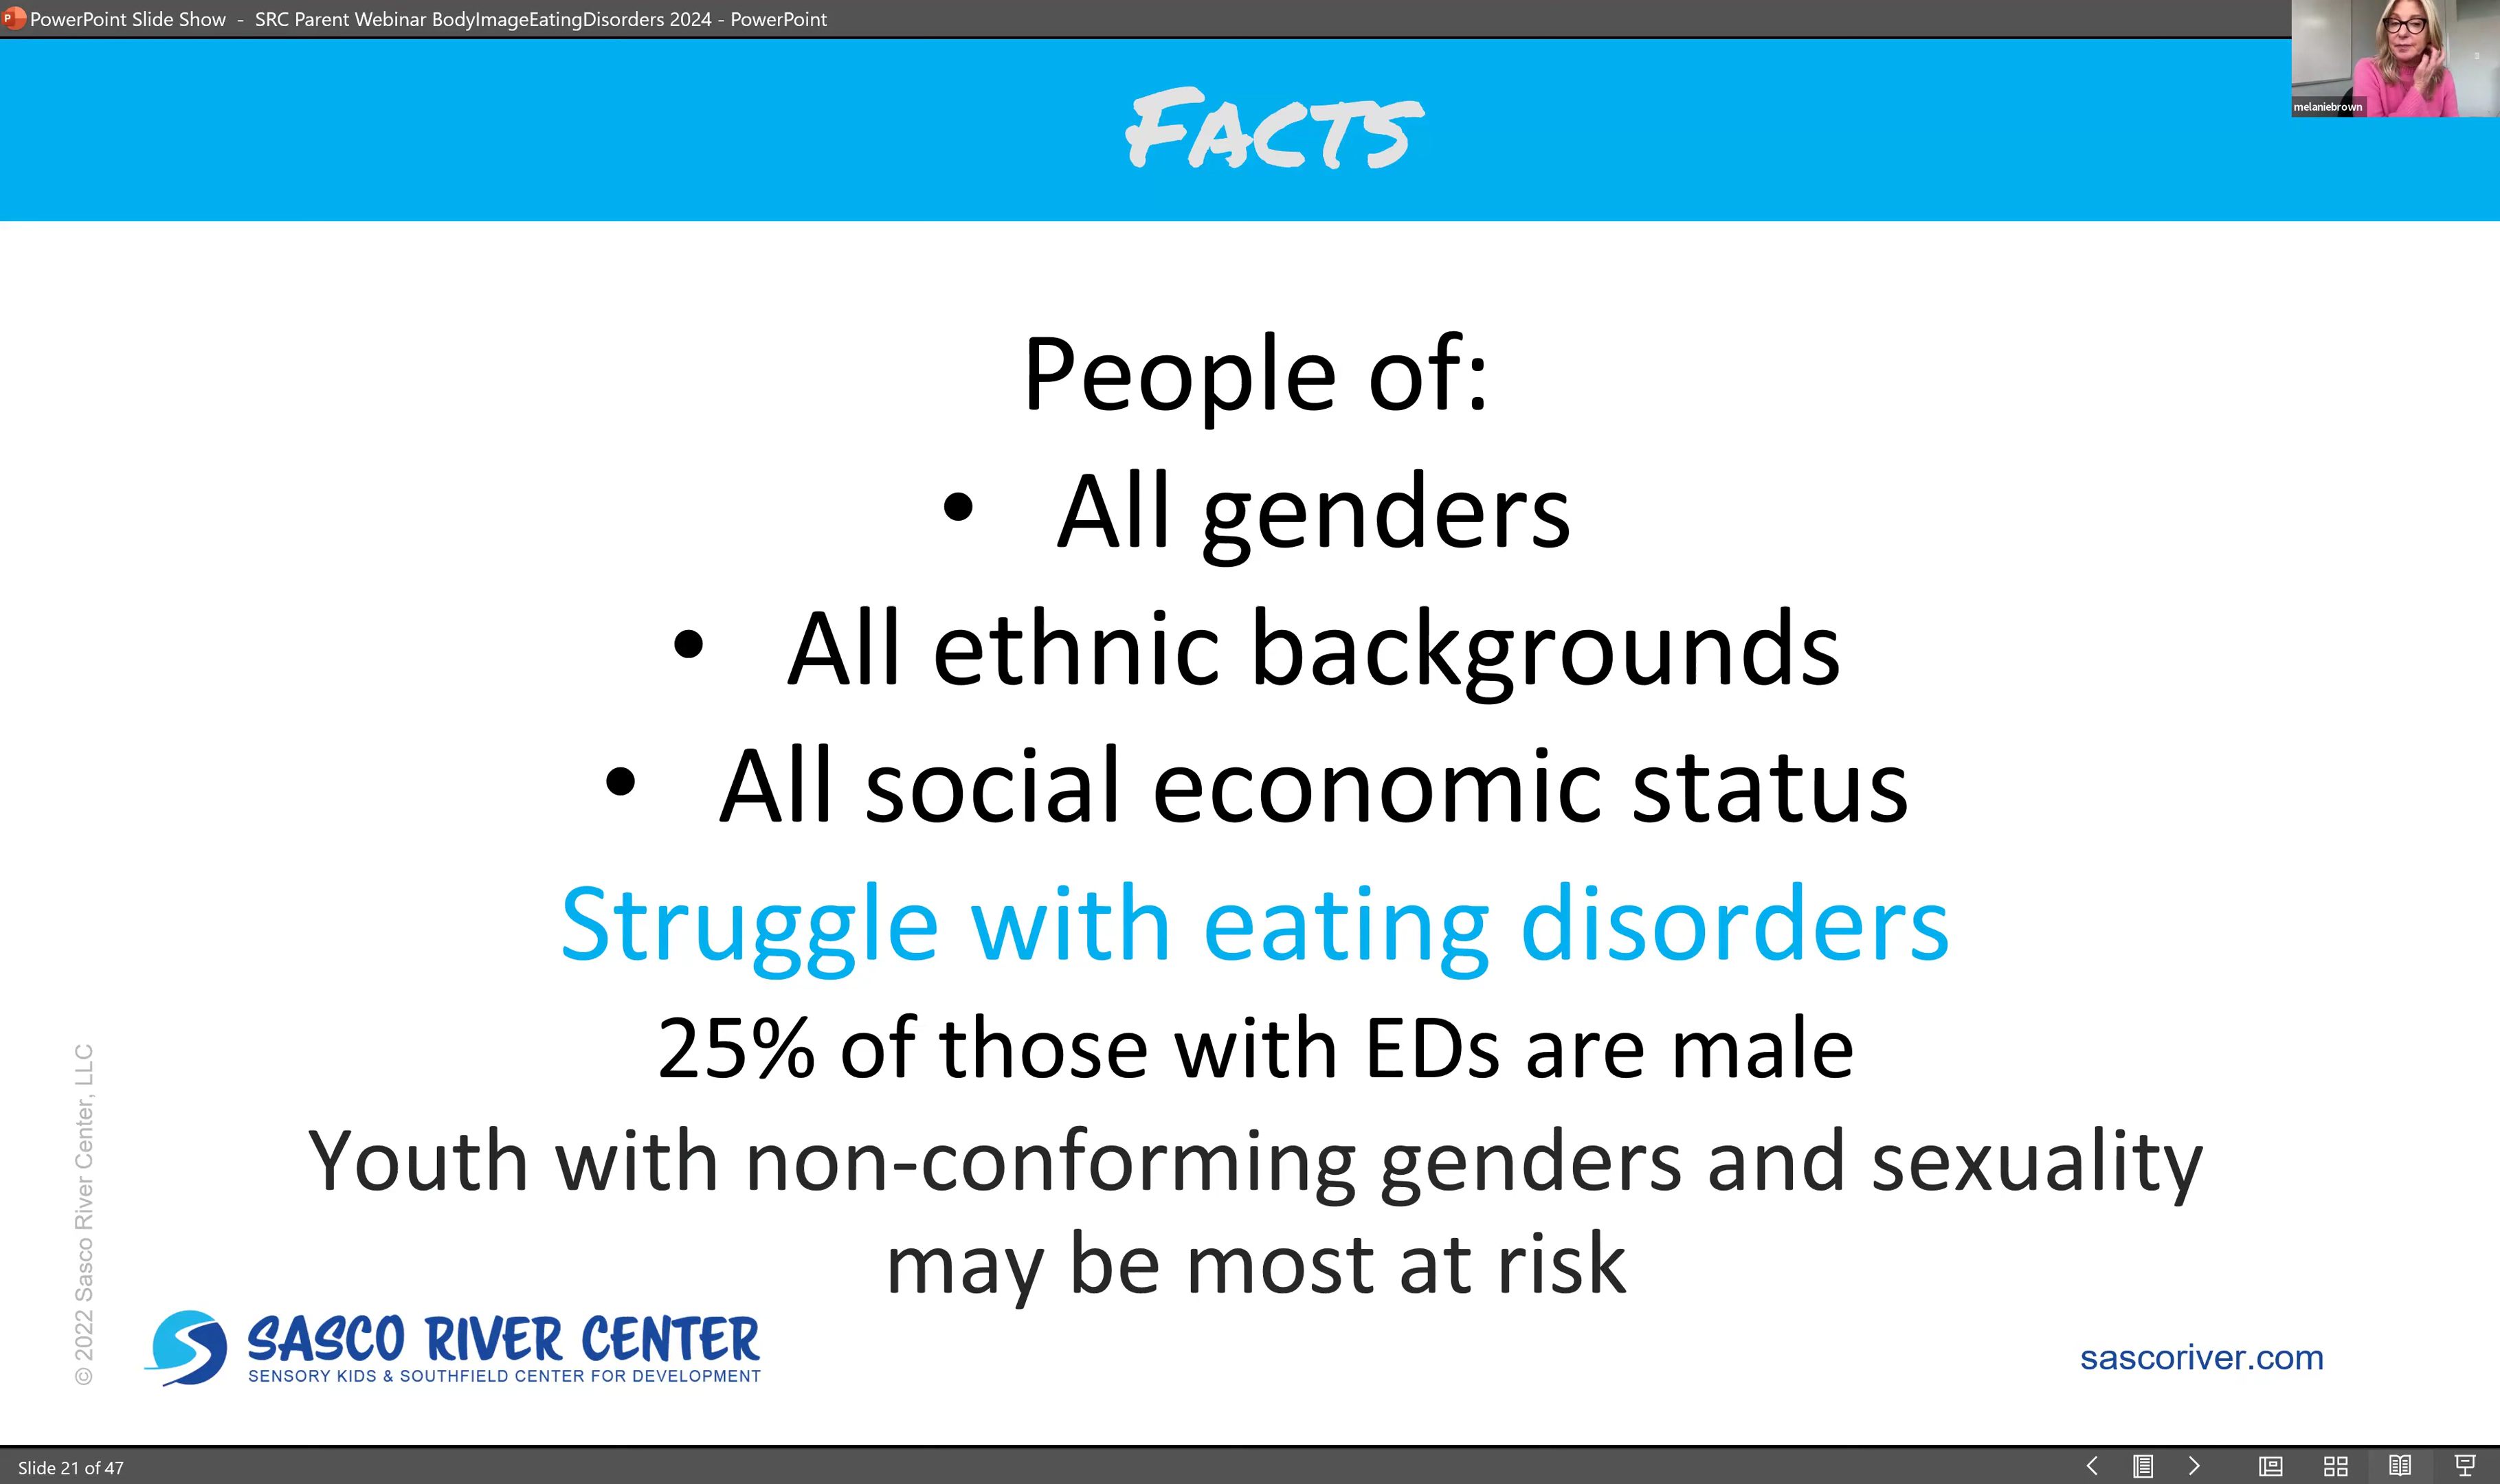 PowerPoint Slide Show - SRC Parent Webinar BodyImageEatingDisorders 2024 - PowerPoint
melaniebrown
FACTS
People of:
• All genders
• All ethnic backgrounds
• All social economic status
Struggle with eating disorders
25% of those with EDs are male
Youth with non-conforming genders and sexuality
may be most at risk
© 2022 Sasco River Center, LLC
SASCO RIVER CENTER
SENSORY KIDS & SOUTHFIELD CENTER FOR DEVELOPMENT
sascoriver.com
Slide 21 of 47